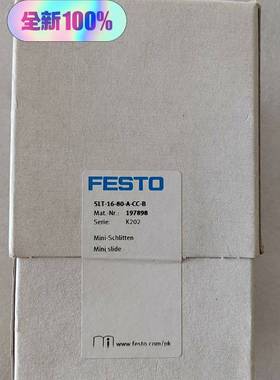 全新100%
FESTO
SLT-16-80-A-CC-B
Mat.-Nr.: 197898
Serie: K202
Mini-Schlitten
Mini slide
www.festo.com/pk